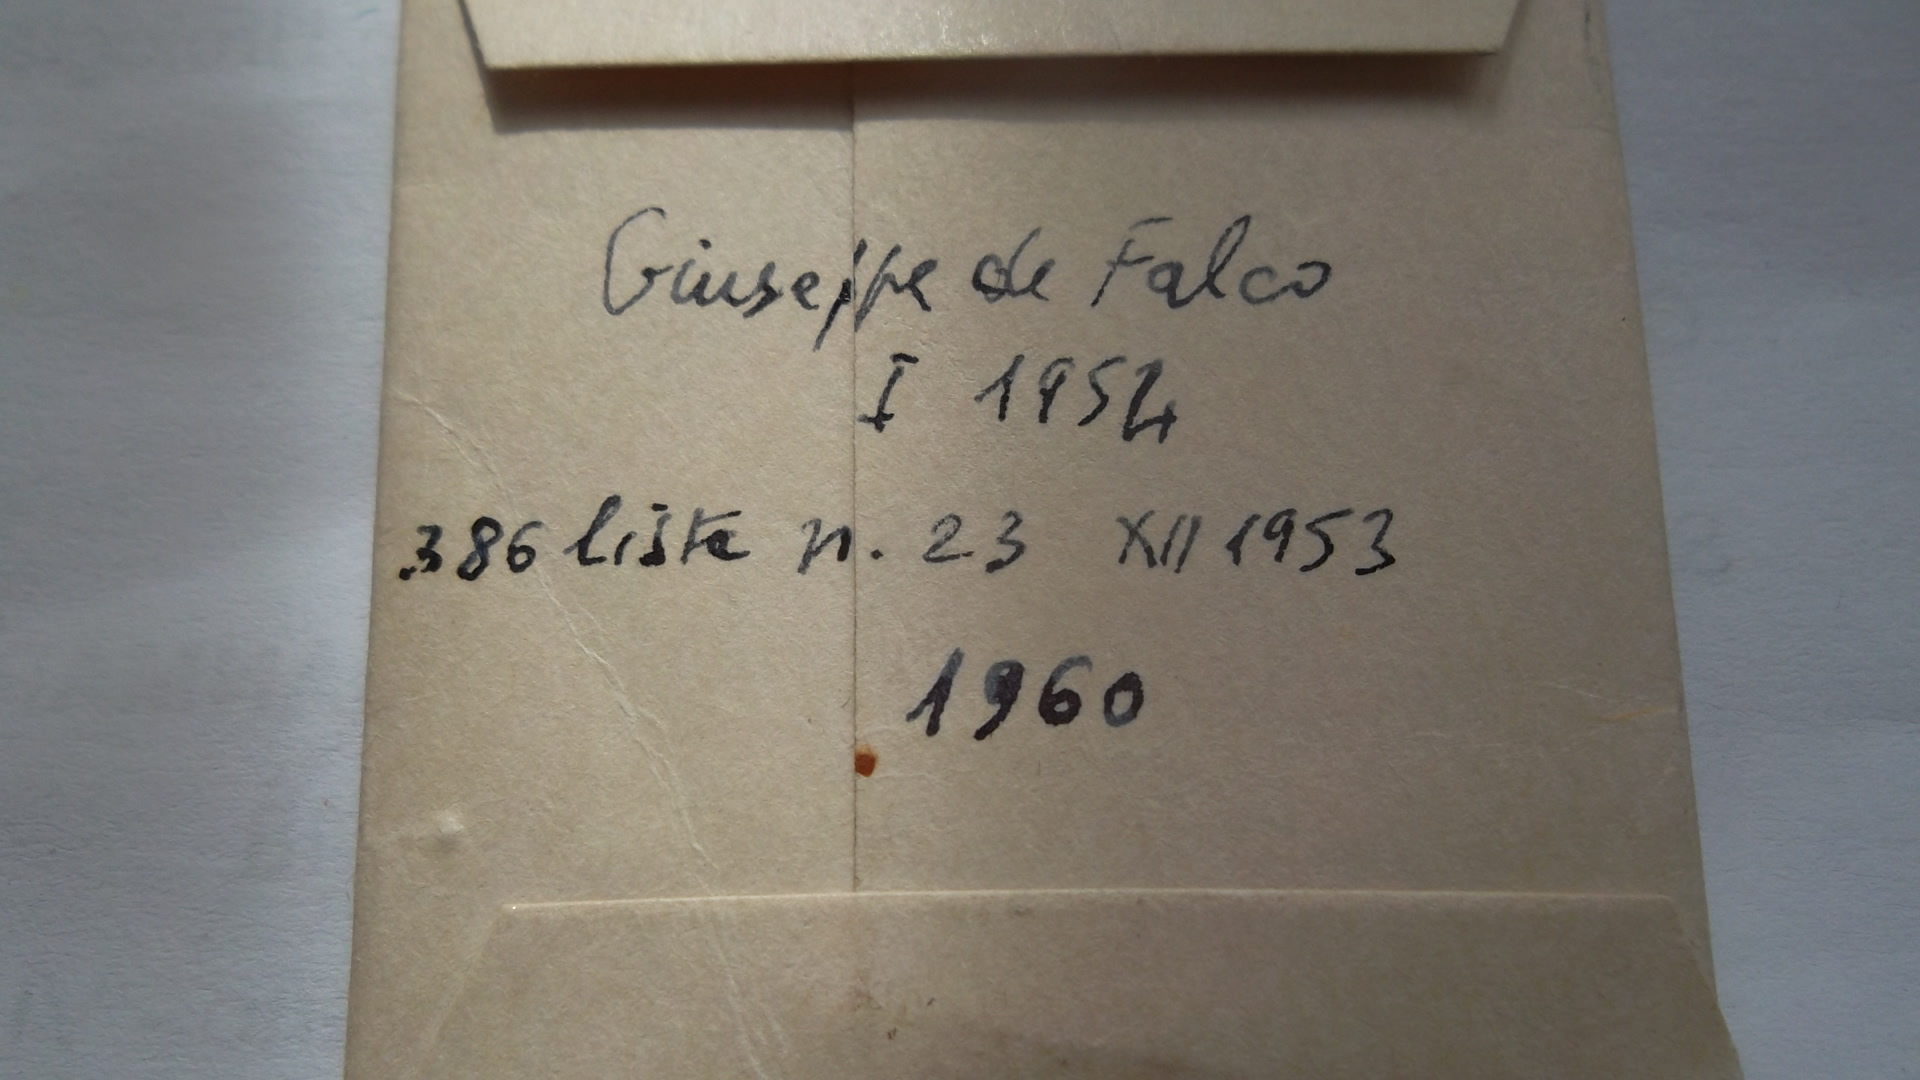 Giuseppe de Falco
I 1954
386 liste n. 23 XII 1953
1960